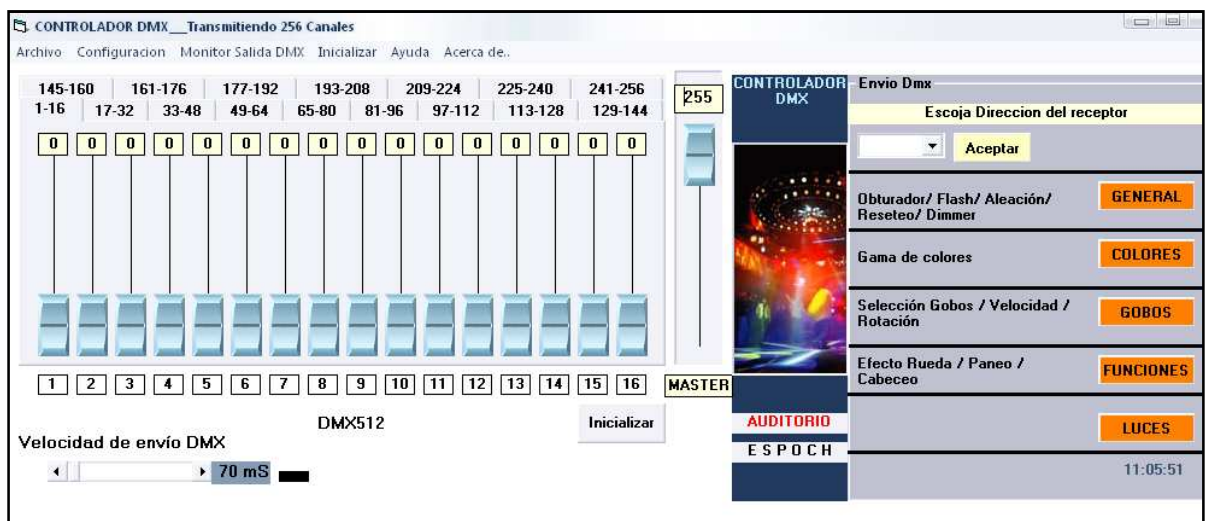 CONTROLADOR DMX__Transmitiendo 256 Canales
Archivo Configuracion Monitor Salida DMX Inicializar Ayuda Acerca de..
145-160 161-176 177-192 193-208 209-224 225-240 241-256
1-16 17-32 33-48 49-64 65-80 81-96 97-112 113-128 129-144
0 0 0 0 0 0 0 0 0 0 0 0 0 0 0 0
1 2 3 4 5 6 7 8 9 10 11 12 13 14 15 16
255
MASTER
DMX512
Inicializar
Velocidad de envío DMX
70 mS
CONTROLADOR
DMX
AUDITORIO
ESPOCH
Envio Dmx
Escoja Direccion del receptor
Aceptar
Obturador/ Flash/ Aleación/
Reseteo/ Dimmer
GENERAL
Gama de colores
COLORES
Selección Gobos / Velocidad /
Rotación
GOBOS
Efecto Rueda / Paneo /
Cabeceo
FUNCIONES
LUCES
11:05:51